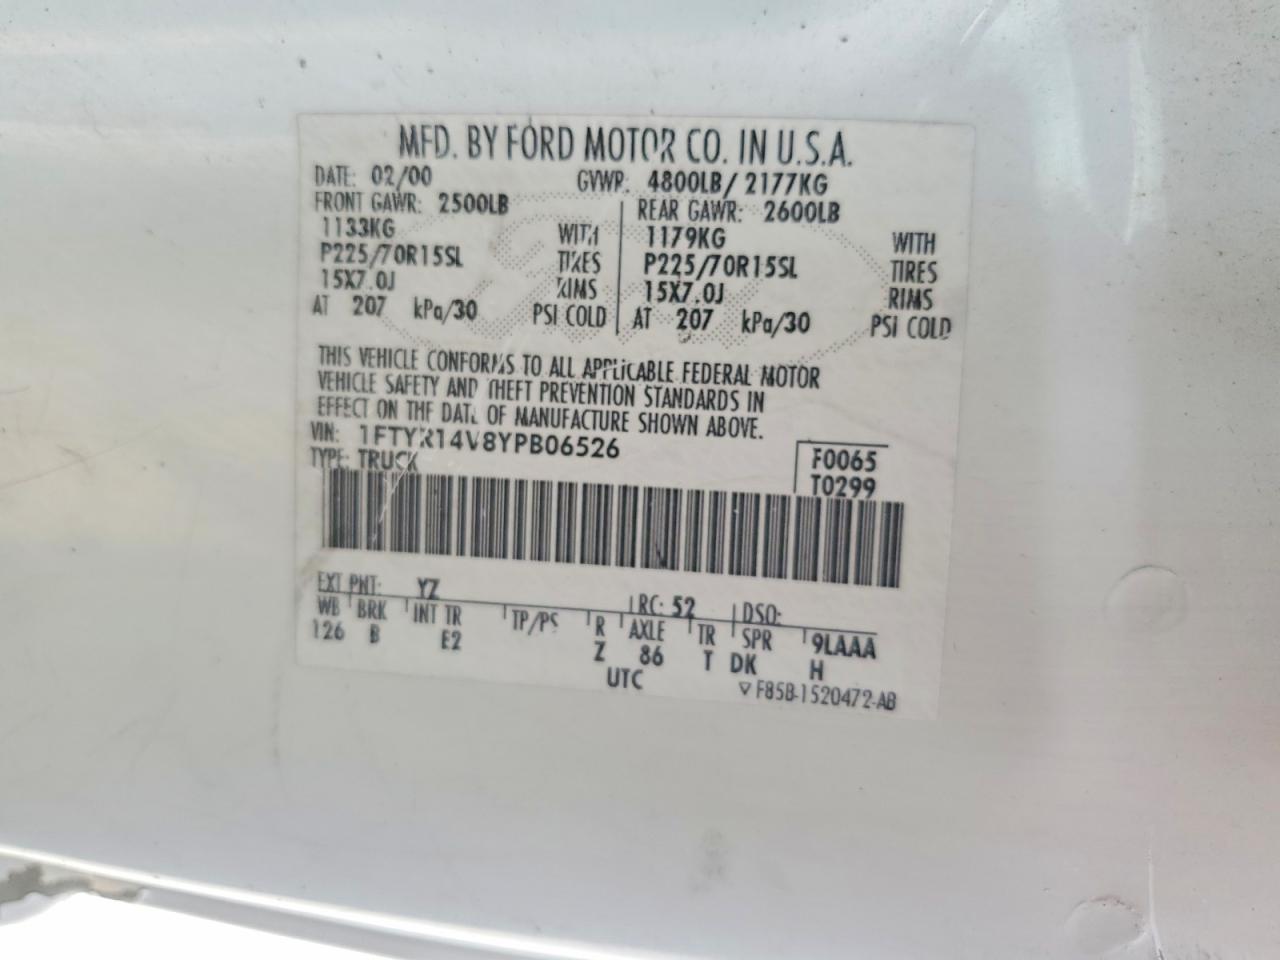 MFD. BY FORD MOTOR CO. IN U.S.A.
DATE: 02/00 GVWR: 4800LB/ 2177KG
FRONT GAWR: 2500LB REAR GAWR: 2600LB
1133KG WITH 1179KG WITH
P225/70R15SL TIRES P225/70R15SL TIRES
15X7.0J RIMS 15X7.0J RIMS
AT 207 kPa/30 PSI COLD AT 207 kPa/30 PSI COLD
THIS VEHICLE CONFORMS TO ALL APPLICABLE FEDERAL MOTOR
VEHICLE SAFETY AND THEFT PREVENTION STANDARDS IN
EFFECT ON THE DATE OF MANUFACTURE SHOWN ABOVE.
VIN: 1FTYR14V8YPB06526
TYPE: TRUCK
F0065
T0299
EXT PNT: YZ RC: 52 DSO:
WB BRK INT TR TP/PS R AXLE TR SPR 9LAAA
126 B E2 Z 86 T DK H
UTC
▽ F85B-1520472-AB